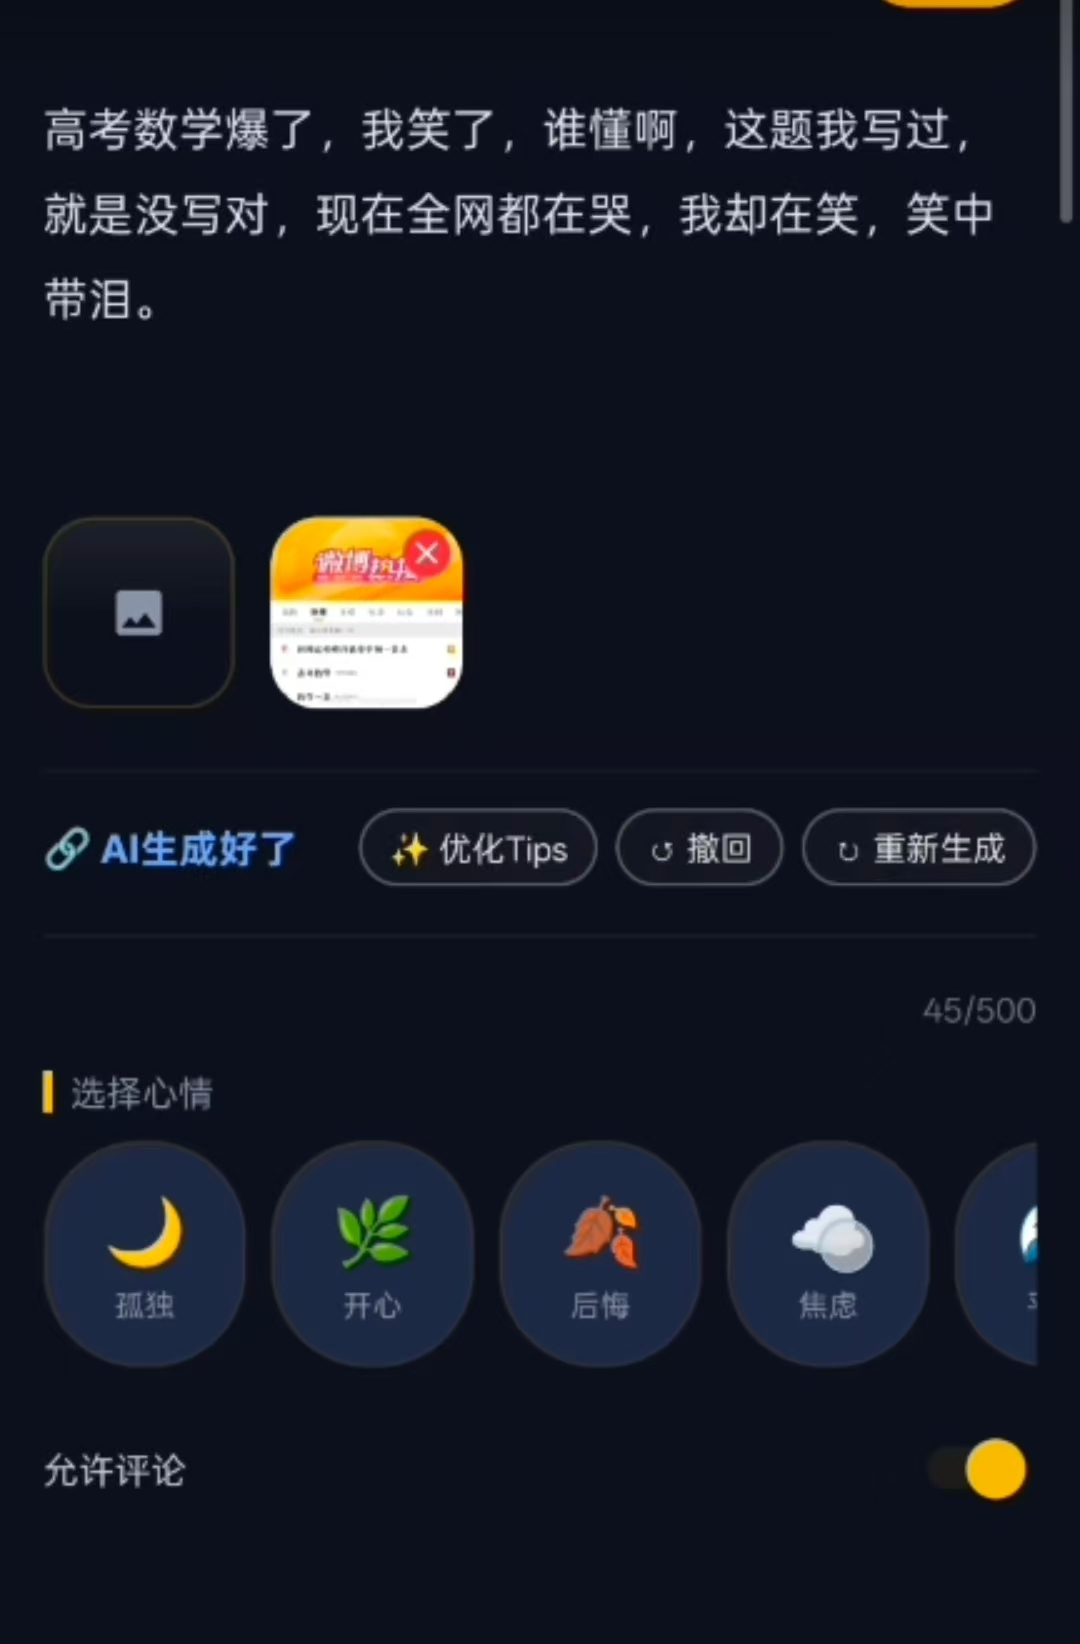 高考数学爆了，我笑了，谁懂啊，这题我写过，
就是没写对，现在全网都在哭，我却在笑，笑中
带泪。
微博热搜
AI生成好了
优化Tips
撤回
重新生成
45/500
选择心情
孤独
开心
后悔
焦虑
允许评论